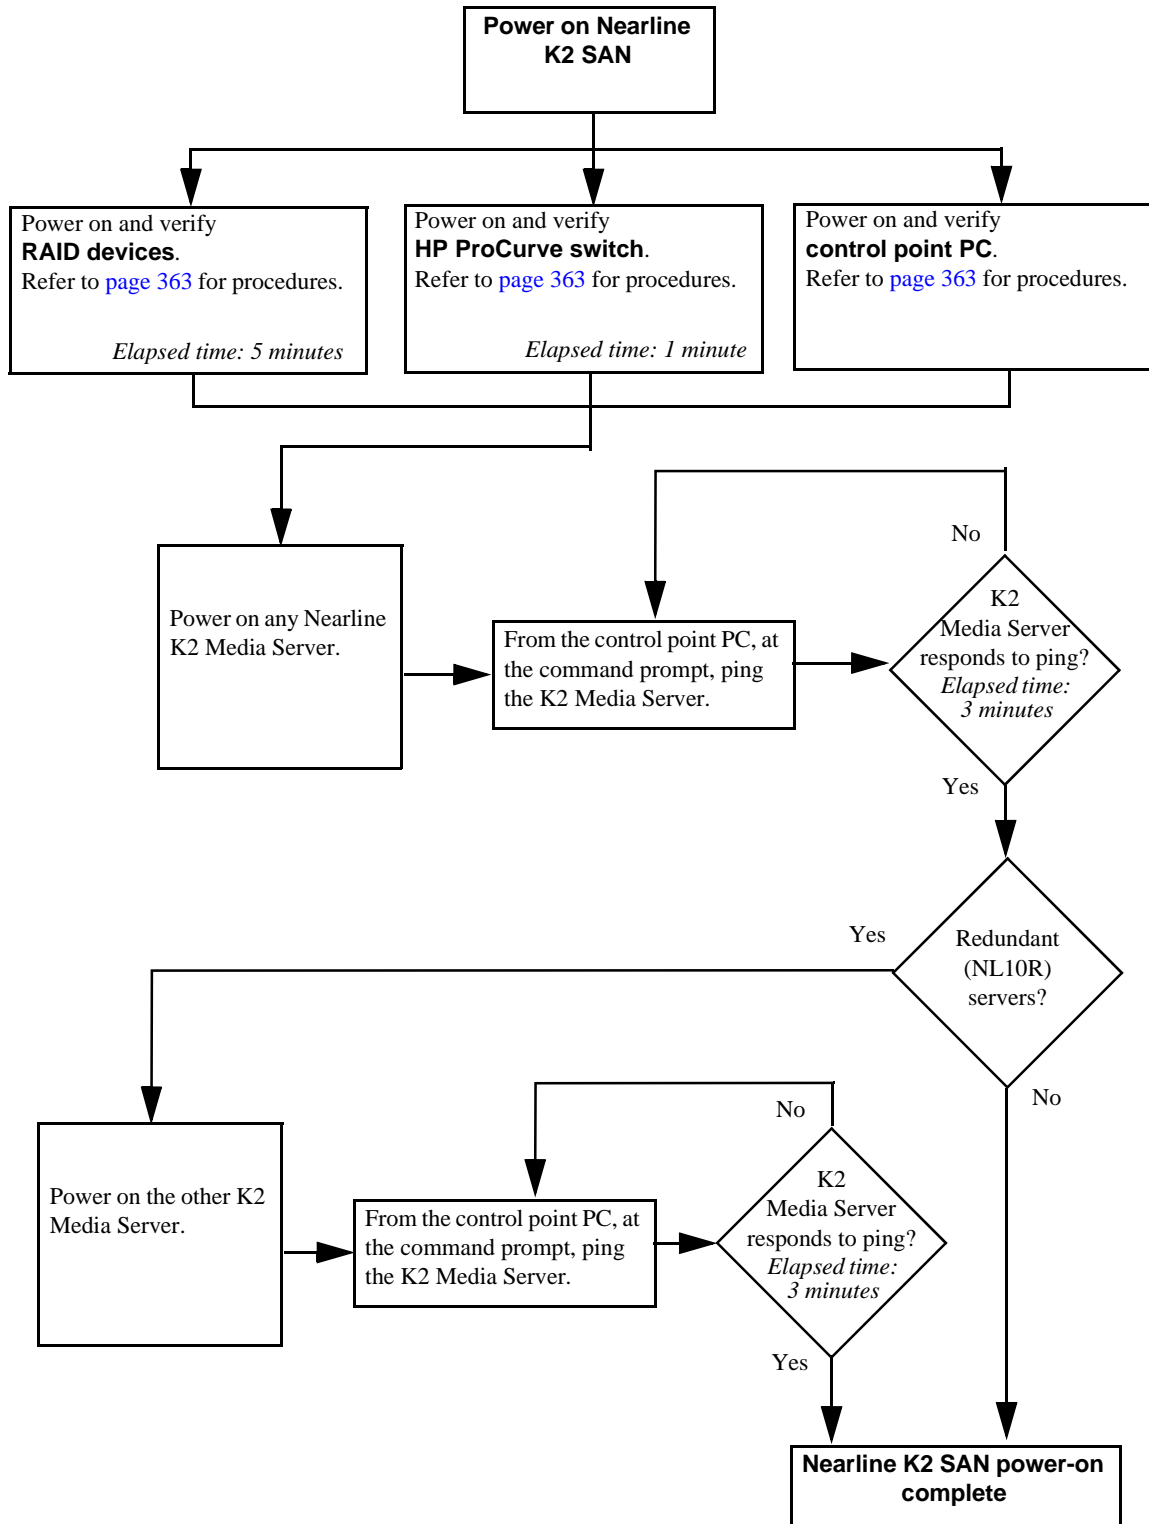 Power on Nearline
K2 SAN
Power on and verify
RAID devices.
Refer to page 363 for procedures.
Elapsed time: 5 minutes
Power on and verify
HP ProCurve switch.
Refer to page 363 for procedures.
Elapsed time: 1 minute
Power on and verify
control point PC.
Refer to page 363 for procedures.
Power on any Nearline
K2 Media Server.
From the control point PC, at
the command prompt, ping
the K2 Media Server.
No
K2
Media Server
responds to ping?
Elapsed time:
3 minutes
Yes
Redundant
(NL10R)
servers?
Yes
No
Power on the other K2
Media Server.
From the control point PC, at
the command prompt, ping
the K2 Media Server.
No
K2
Media Server
responds to ping?
Elapsed time:
3 minutes
Yes
Nearline K2 SAN power-on
complete